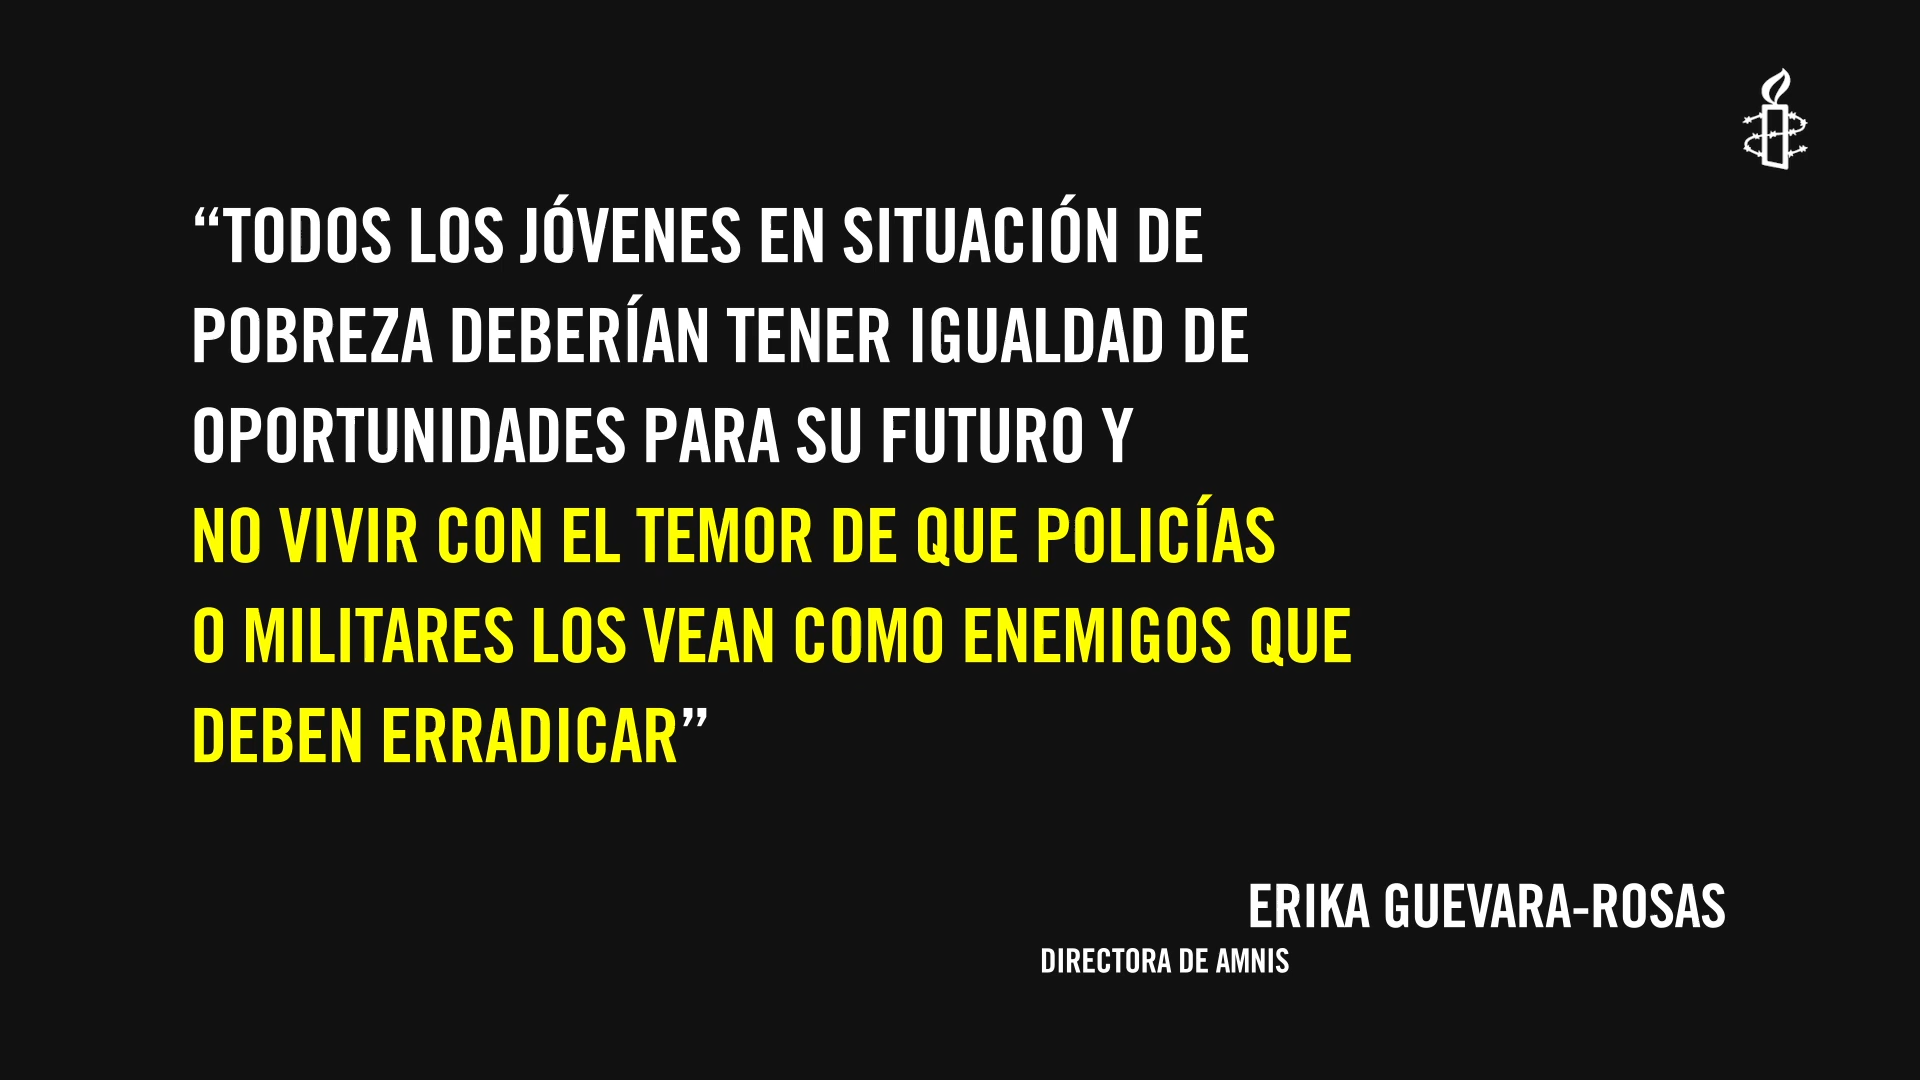 “TODOS LOS JÓVENES EN SITUACIÓN DE
POBREZA DEBERÍAN TENER IGUALDAD DE
OPORTUNIDADES PARA SU FUTURO Y
NO VIVIR CON EL TEMOR DE QUE POLICÍAS
O MILITARES LOS VEAN COMO ENEMIGOS QUE
DEBEN ERRADICAR”
ERIKA GUEVARA-ROSAS
DIRECTORA DE AMNIS